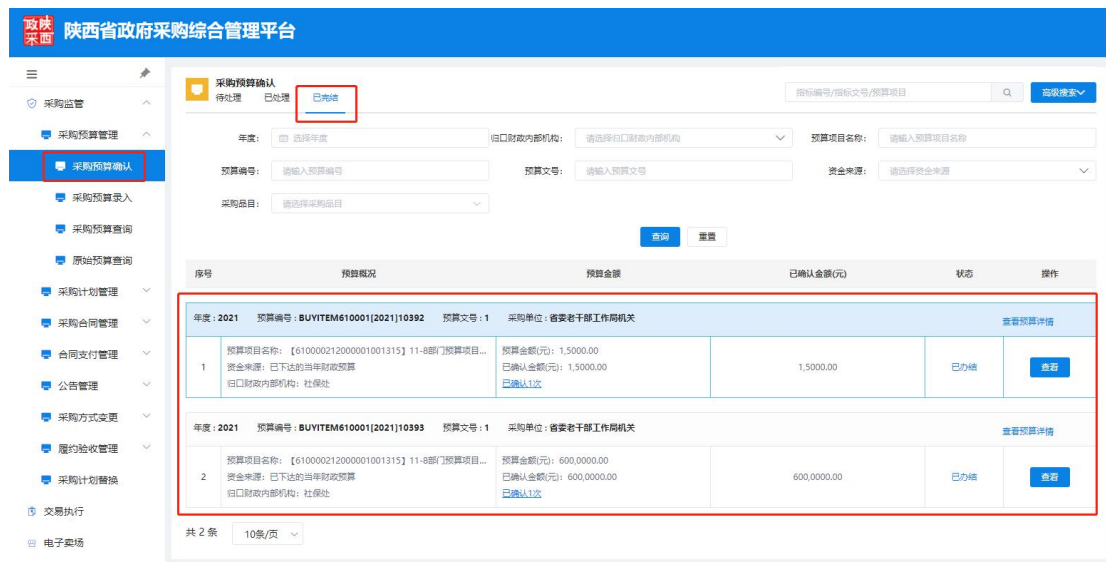 政陕
采西
陕西省政府采购综合管理平台
采购监管
采购预算管理
采购预算确认
采购预算录入
采购预算查询
原始预算查询
采购计划管理
采购合同管理
合同支付管理
公告管理
采购方式变更
履约验收管理
采购计划替换
交易执行
电子卖场
采购预算确认
待处理 已处理 已完结
指标编号/指标文号/预算项目 高级搜索
年度： 选择年度 归口财政内部机构： 请选择归口财政内部机构 预算项目名称： 请输入预算项目名称
预算编号： 请输入预算编号 预算文号： 请输入预算文号 资金来源： 请选择资金来源
采购品目： 请选择采购品目
查询 重置
序号 预算概况 预算金额 已确认金额(元) 状态 操作
年度：2021 预算编号：BUYITEM610001[2021]10392 预算文号：1 采购单位：省委老干部工作局机关 查看预算详情
预算项目名称：【610000212000001001315】11-8部门预算项目... 预算金额(元)：1,5000.00
1 资金来源：已下达的当年财政预算 已确认金额(元)：1,5000.00 1,5000.00 已办结 查看
归口财政内部机构：社保处 已确认1次
年度：2021 预算编号：BUYITEM610001[2021]10393 预算文号：1 采购单位：省委老干部工作局机关 查看预算详情
预算项目名称：【610000212000001001315】11-8部门预算项目... 预算金额(元)：600,0000.00
2 资金来源：已下达的当年财政预算 已确认金额(元)：600,0000.00 600,0000.00 已办结 查看
归口财政内部机构：社保处 已确认1次
共 2 条 10条/页